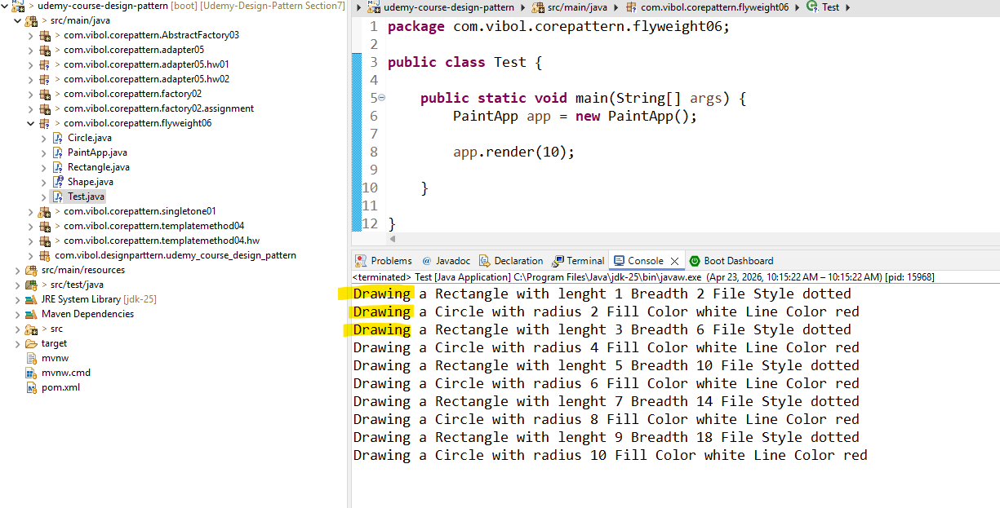 udemy-course-design-pattern [boot] [Udemy-Design-Pattern Section7]
src/main/java
com.vibol.corepattern.AbstractFactory03
com.vibol.corepattern.adapter05
com.vibol.corepattern.adapter05.hw01
com.vibol.corepattern.adapter05.hw02
com.vibol.corepattern.factory02
com.vibol.corepattern.factory02.assignment
com.vibol.corepattern.flyweight06
Circle.java
PaintApp.java
Rectangle.java
Shape.java
Test.java
com.vibol.corepattern.singletone01
com.vibol.corepattern.templatemethod04
com.vibol.corepattern.templatemethod04.hw
com.vibol.designparttern.udemy_course_design_pattern
src/main/resources
src/test/java
JRE System Library [jdk-25]
Maven Dependencies
src
target
mvnw
mvnw.cmd
pom.xml
udemy-course-design-pattern src/main/java com.vibol.corepattern.flyweight06 Test
1 package com.vibol.corepattern.flyweight06;
2
3 public class Test {
4
5 public static void main(String[] args) {
6 PaintApp app = new PaintApp();
7
8 app.render(10);
9
10 }
11
12 }
Problems @ Javadoc Declaration Terminal Console Boot Dashboard
<terminated> Test [Java Application] C:\Program Files\Java\jdk-25\bin\javaw.exe (Apr 23, 2026, 10:15:22 AM – 10:15:22 AM) [pid: 15968]
Drawing a Rectangle with lenght 1 Breadth 2 File Style dotted
Drawing a Circle with radius 2 Fill Color white Line Color red
Drawing a Rectangle with lenght 3 Breadth 6 File Style dotted
Drawing a Circle with radius 4 Fill Color white Line Color red
Drawing a Rectangle with lenght 5 Breadth 10 File Style dotted
Drawing a Circle with radius 6 Fill Color white Line Color red
Drawing a Rectangle with lenght 7 Breadth 14 File Style dotted
Drawing a Circle with radius 8 Fill Color white Line Color red
Drawing a Rectangle with lenght 9 Breadth 18 File Style dotted
Drawing a Circle with radius 10 Fill Color white Line Color red